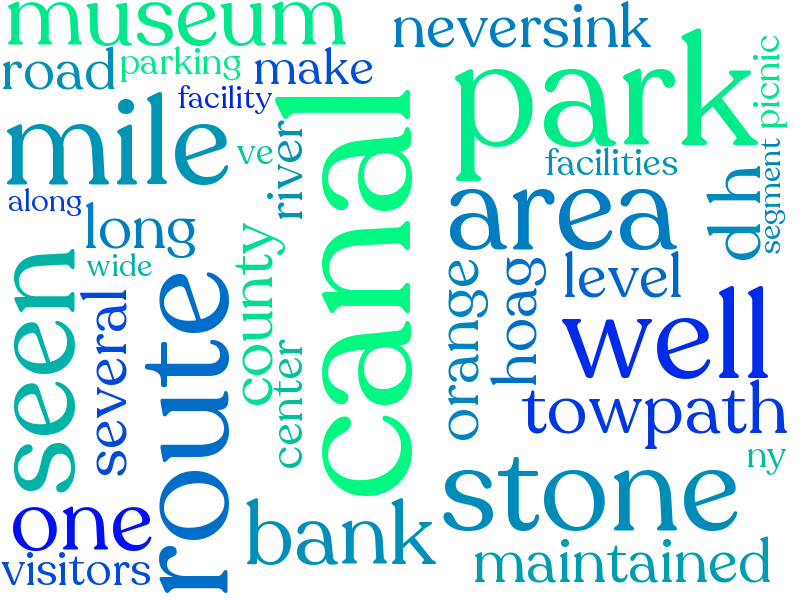 museum
neversink
road
parking
make
park
picnic
facility
mile
ve
river
canal
facilities
along
long
area
d h
segment
wide
seen
several
route
county
center
orange
hoag
level
well
towpath
stone
ny
one
bank
visitors
maintained